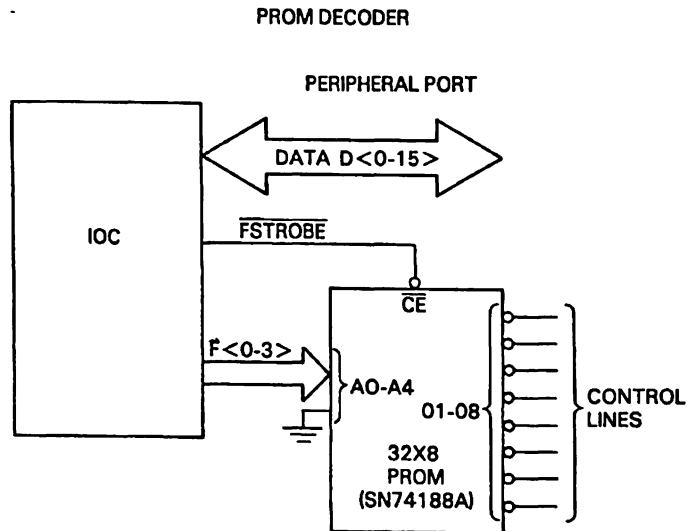 PROM DECODER
PERIPHERAL PORT
DATA D<0-15>
IOC
FSTROBE
CE
F<0-3>
AO-A4
01-08
CONTROL
LINES
32X8
PROM
(SN74188A)